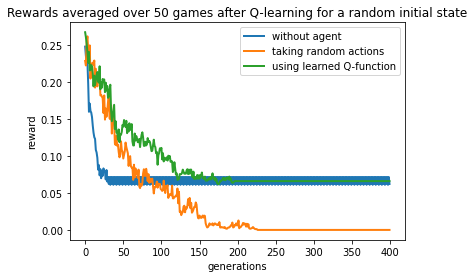 Rewards averaged over 50 games after Q-learning for a random initial state
without agent
taking random actions
using learned Q-function
0.25
0.20
0.15
0.10
0.05
0.00
reward
0 50 100 150 200 250 300 350 400
generations